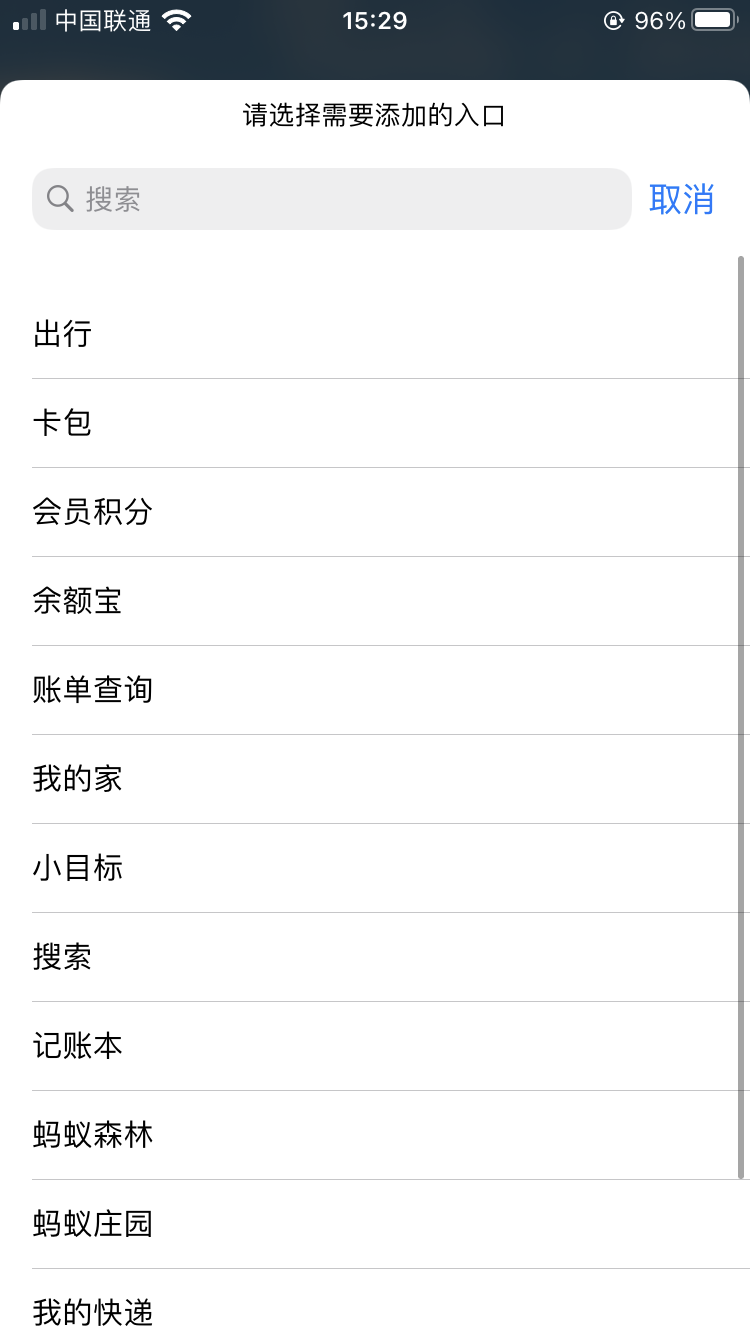 中国联通 15:29 96%
请选择需要添加的入口
搜索 取消
出行
卡包
会员积分
余额宝
账单查询
我的家
小目标
搜索
记账本
蚂蚁森林
蚂蚁庄园
我的快递